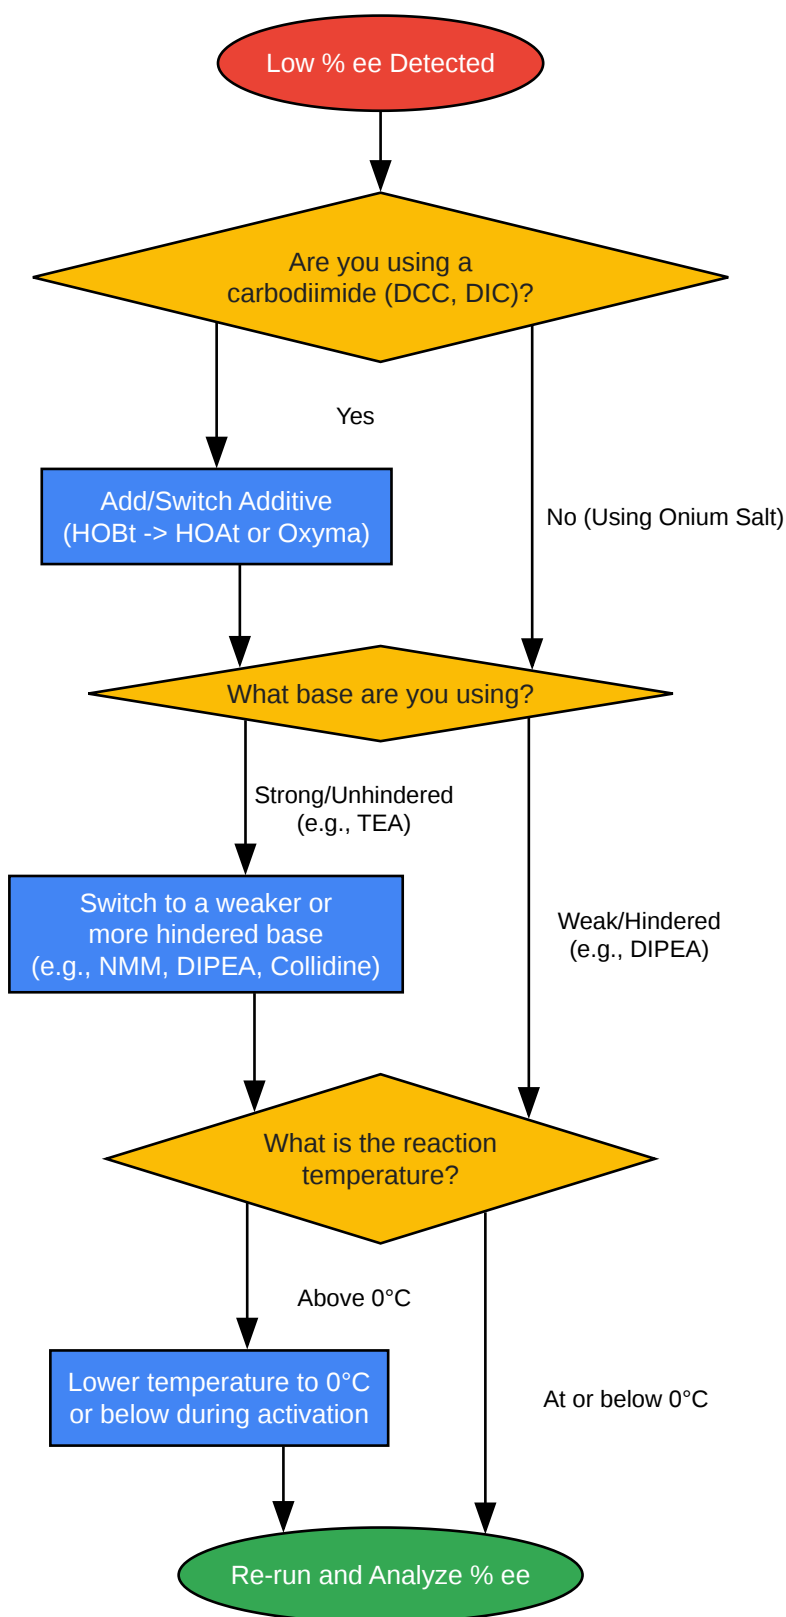 Low % ee Detected
Are you using a
carbodiimide (DCC, DIC)?
Yes
Add/Switch Additive
(HOBt -> HOAt or Oxyma)
No (Using Onium Salt)
What base are you using?
Strong/Unhindered
(e.g., TEA)
Switch to a weaker or
more hindered base
(e.g., NMM, DIPEA, Collidine)
Weak/Hindered
(e.g., DIPEA)
What is the reaction
temperature?
Above 0°C
Lower temperature to 0°C
or below during activation
At or below 0°C
Re-run and Analyze % ee